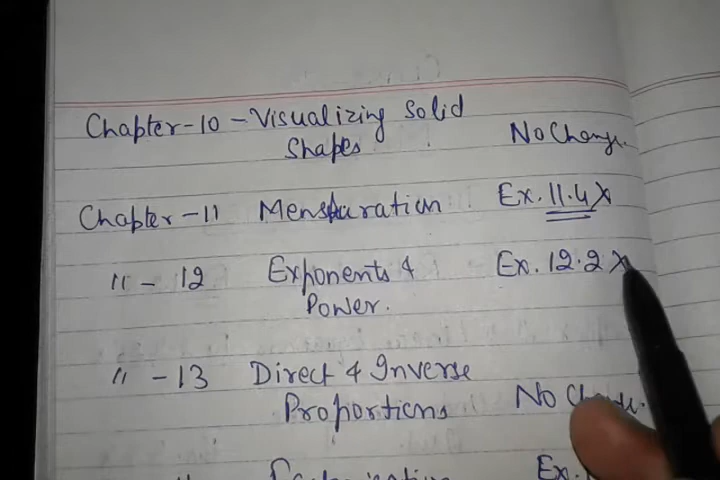 Chapter-10 - Visualizing Solid
Shapes No Change.
Chapter -11 Mensuration Ex. 11.4 X
" - 12 Exponents & Ex. 12.2 X
Power.
" -13 Direct & Inverse
Proportions No Change.
Ex.